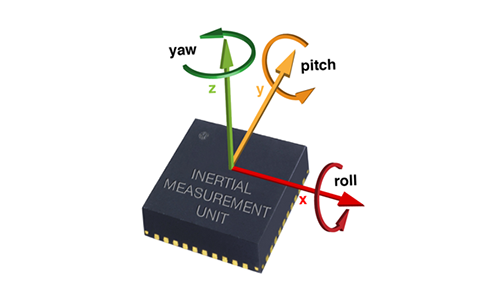 yaw
z
pitch
y
INERTIAL
MEASUREMENT
UNIT
roll
x